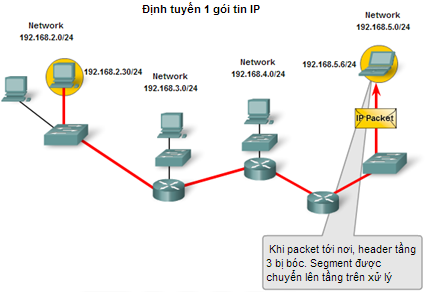 Định tuyến 1 gói tin IP
Network
192.168.2.0/24
192.168.2.30/24
Network
192.168.3.0/24
Network
192.168.4.0/24
Network
192.168.5.0/24
192.168.5.6/24
IP Packet
Khi packet tới nơi, header tầng
3 bị bóc. Segment được
chuyển lên tầng trên xử lý